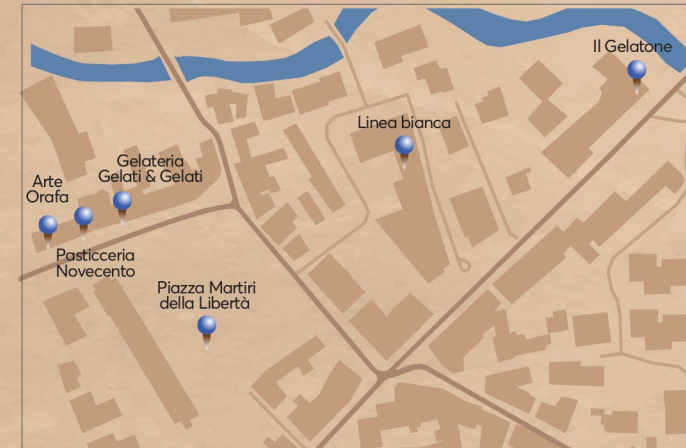 Il Gelatone
Linea bianca
Gelateria
Gelati & Gelati
Arte
Orafa
Pasticceria
Novecento
Piazza Martiri
della Libertà